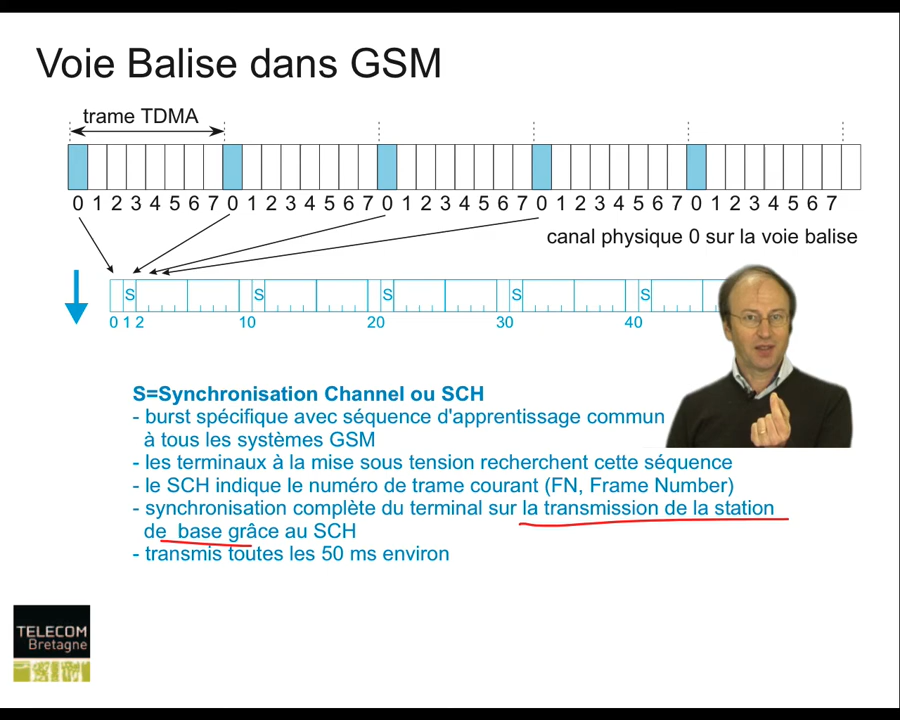 Voie Balise dans GSM
trame TDMA
0 1 2 3 4 5 6 7 0 1 2 3 4 5 6 7 0 1 2 3 4 5 6 7 0 1 2 3 4 5 6 7 0 1 2 3 4 5 6 7
canal physique 0 sur la voie balise
S S S S S
0 1 2 10 20 30 40
S=Synchronisation Channel ou SCH
- burst spécifique avec séquence d'apprentissage commun
à tous les systèmes GSM
- les terminaux à la mise sous tension recherchent cette séquence
- le SCH indique le numéro de trame courant (FN, Frame Number)
- synchronisation complète du terminal sur la transmission de la station
de base grâce au SCH
- transmis toutes les 50 ms environ
TELECOM
Bretagne